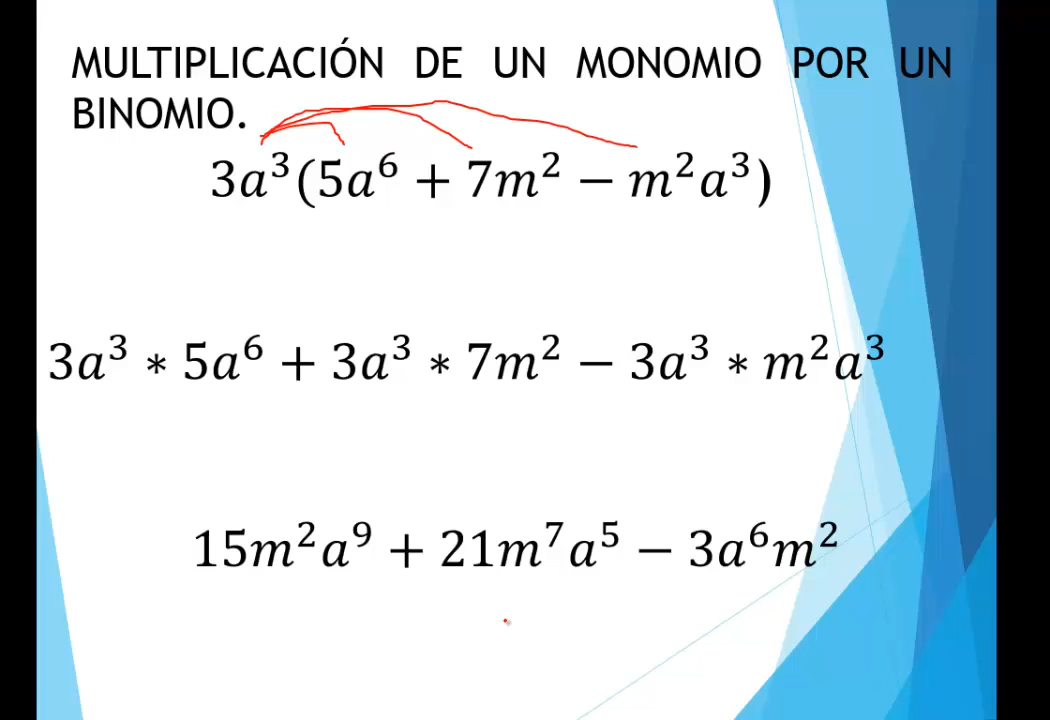 MULTIPLICACIÓN DE UN MONOMIO POR UN
BINOMIO.
3a³(5a⁶ + 7m² − m²a³)
3a³ ∗ 5a⁶ + 3a³ ∗ 7m² − 3a³ ∗ m²a³
15m²a⁹ + 21m⁷a⁵ − 3a⁶m²